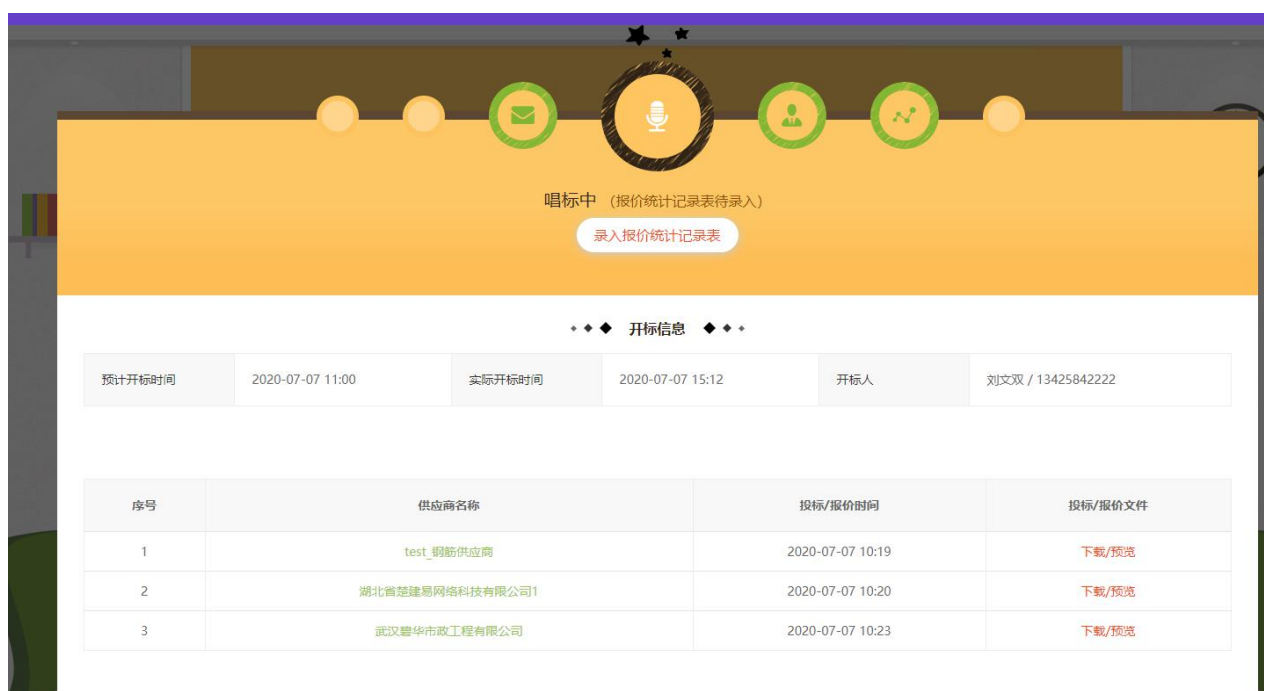 唱标中 (报价统计记录表待录入)
录入报价统计记录表
开标信息
预计开标时间 2020-07-07 11:00 实际开标时间 2020-07-07 15:12 开标人 刘文双 / 13425842222
序号 供应商名称 投标/报价时间 投标/报价文件
1 test_钢筋供应商 2020-07-07 10:19 下载/预览
2 湖北省楚建易网络科技有限公司1 2020-07-07 10:20 下载/预览
3 武汉碧华市政工程有限公司 2020-07-07 10:23 下载/预览